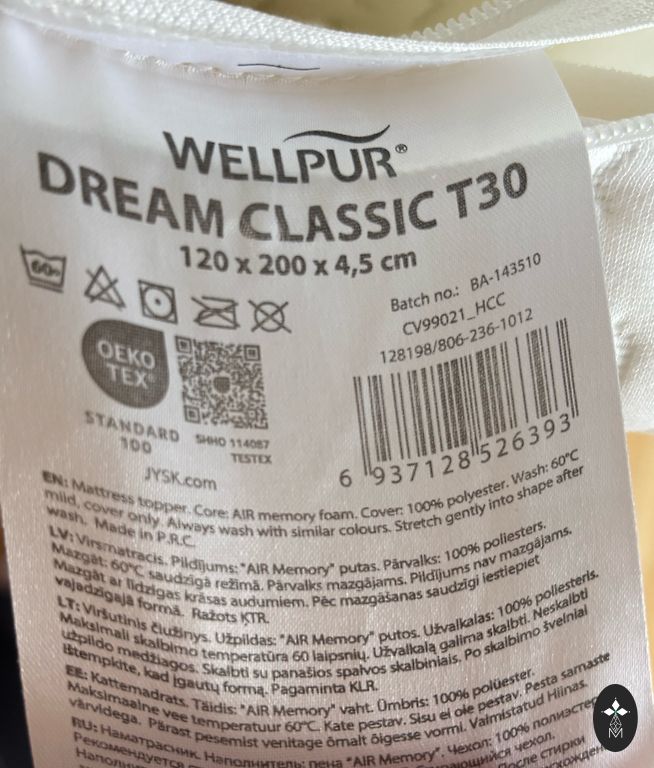 WELLPUR®
DREAM CLASSIC T30
120 x 200 x 4,5 cm
60°
Batch no.: BA-143510
CV99021_HCC
128198/806-236-1012
OEKO
TEX®
STANDARD
100
SHHO 114087
TESTEX
6 937128 526393
JYSK.com
EN: Mattress topper. Core: AIR memory foam. Cover: 100% polyester. Wash: 60°C
mild, cover only. Always wash with similar colours. Stretch gently into shape after
wash. Made in P.R.C.
LV: Virsmatracis. Pildījums: "AIR Memory" putas. Pārvalks: 100% poliesters.
Mazgāt: 60°C saudzīgā režīmā. Pārvalks mazgājams. Pildījums nav mazgājams.
Mazgāt ar līdzīgas krāsas audumiem. Pēc mazgāšanas saudzīgi iestiepiet
vajadzīgajā formā. Ražots ĶTR.
LT: Viršutinis čiužinys. Užpildas: "AIR Memory" putos. Užvalkalas: 100% poliesteris.
Maksimali skalbimo temperatūra 60 laipsnių. Užvalkalą galima skalbti. Neskalbti
užpildo medžiagos. Skalbti su panašios spalvos skalbiniais. Po skalbimo švelniai
ištempkite, kad įgautų formą. Pagaminta KLR.
EE: Kattemadrats. Täidis: "AIR Memory" vaht. Ümbris: 100% polüester.
Maksimaalne vee temperatuur 60°C. Kate pestav. Sisu ei ole pestav. Pesta samaste
värvidega. Pärast pesemist venitage õrnalt õigesse vormi. Valmistatud Hiinas.
RU: Наматрасник. Наполнитель: пена "AIR Memory". Чехол: 100% полиэстер
Рекомендуется чехол.
После стирки